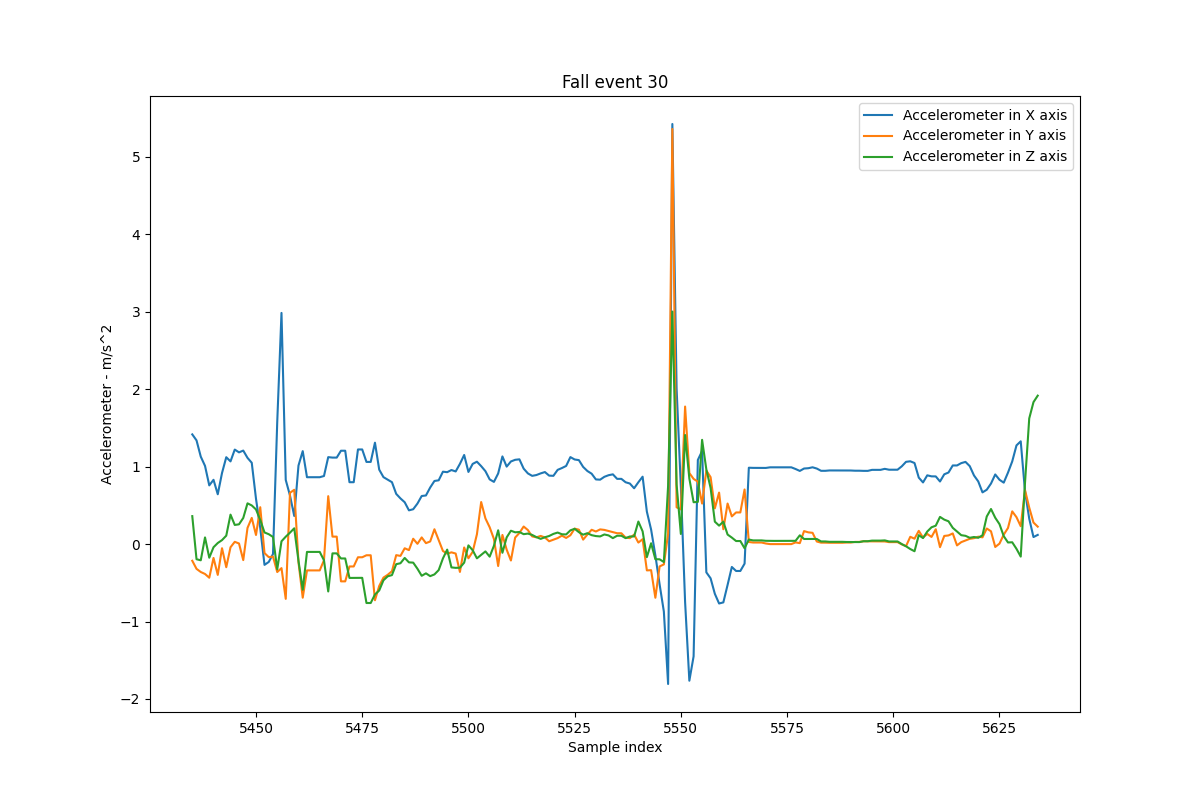 Fall event 30
Accelerometer in X axis
Accelerometer in Y axis
Accelerometer in Z axis
Accelerometer - m/s^2
5
4
3
2
1
0
−1
−2
5450 5475 5500 5525 5550 5575 5600 5625
Sample index